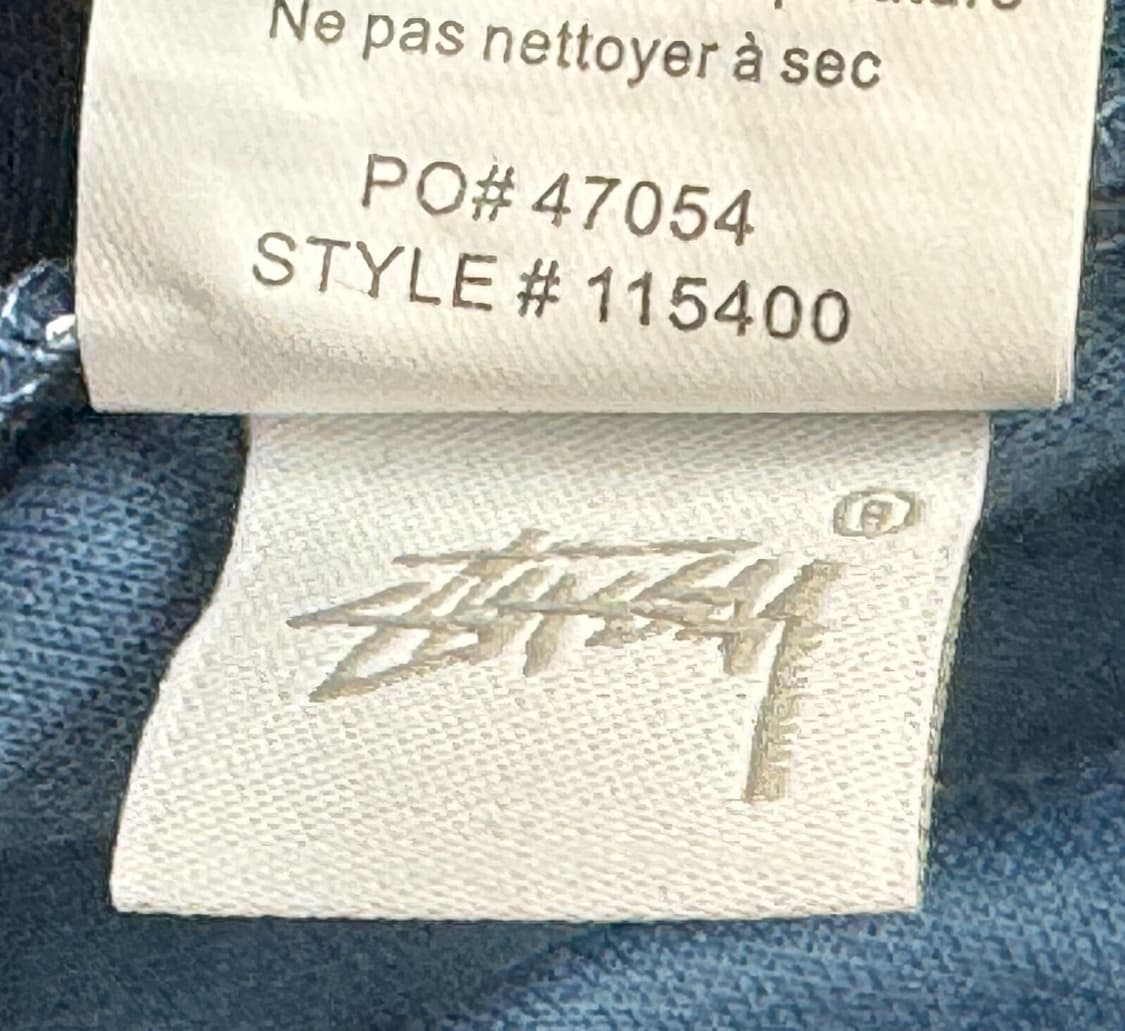 Ne pas nettoyer à sec
PO# 47054
STYLE # 115400
Stüssy
®